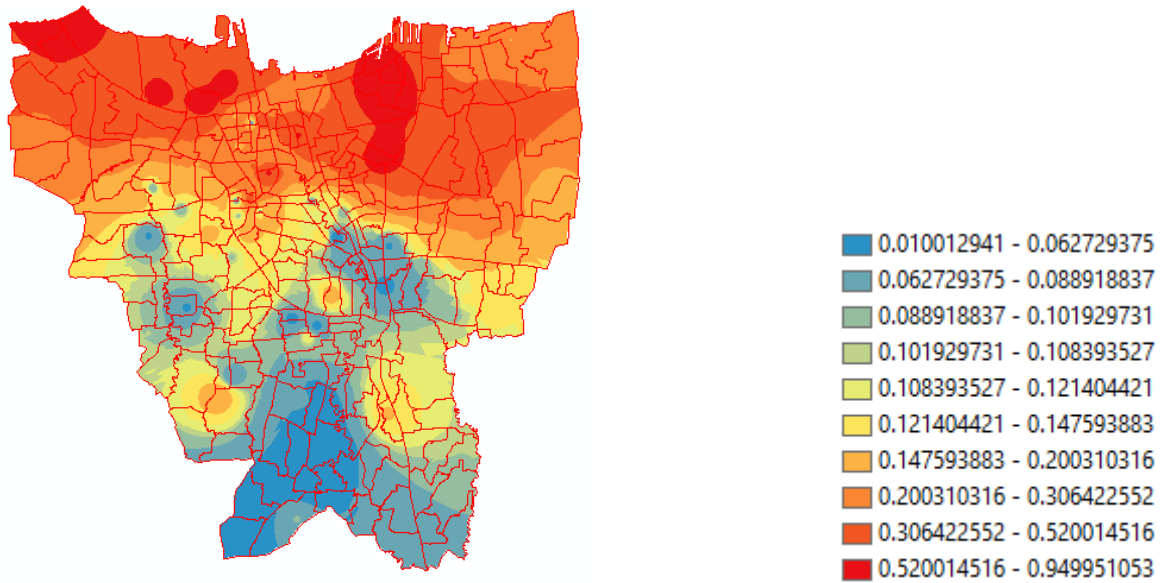 0.010012941 - 0.062729375
0.062729375 - 0.088918837
0.088918837 - 0.101929731
0.101929731 - 0.108393527
0.108393527 - 0.121404421
0.121404421 - 0.147593883
0.147593883 - 0.200310316
0.200310316 - 0.306422552
0.306422552 - 0.520014516
0.520014516 - 0.949951053